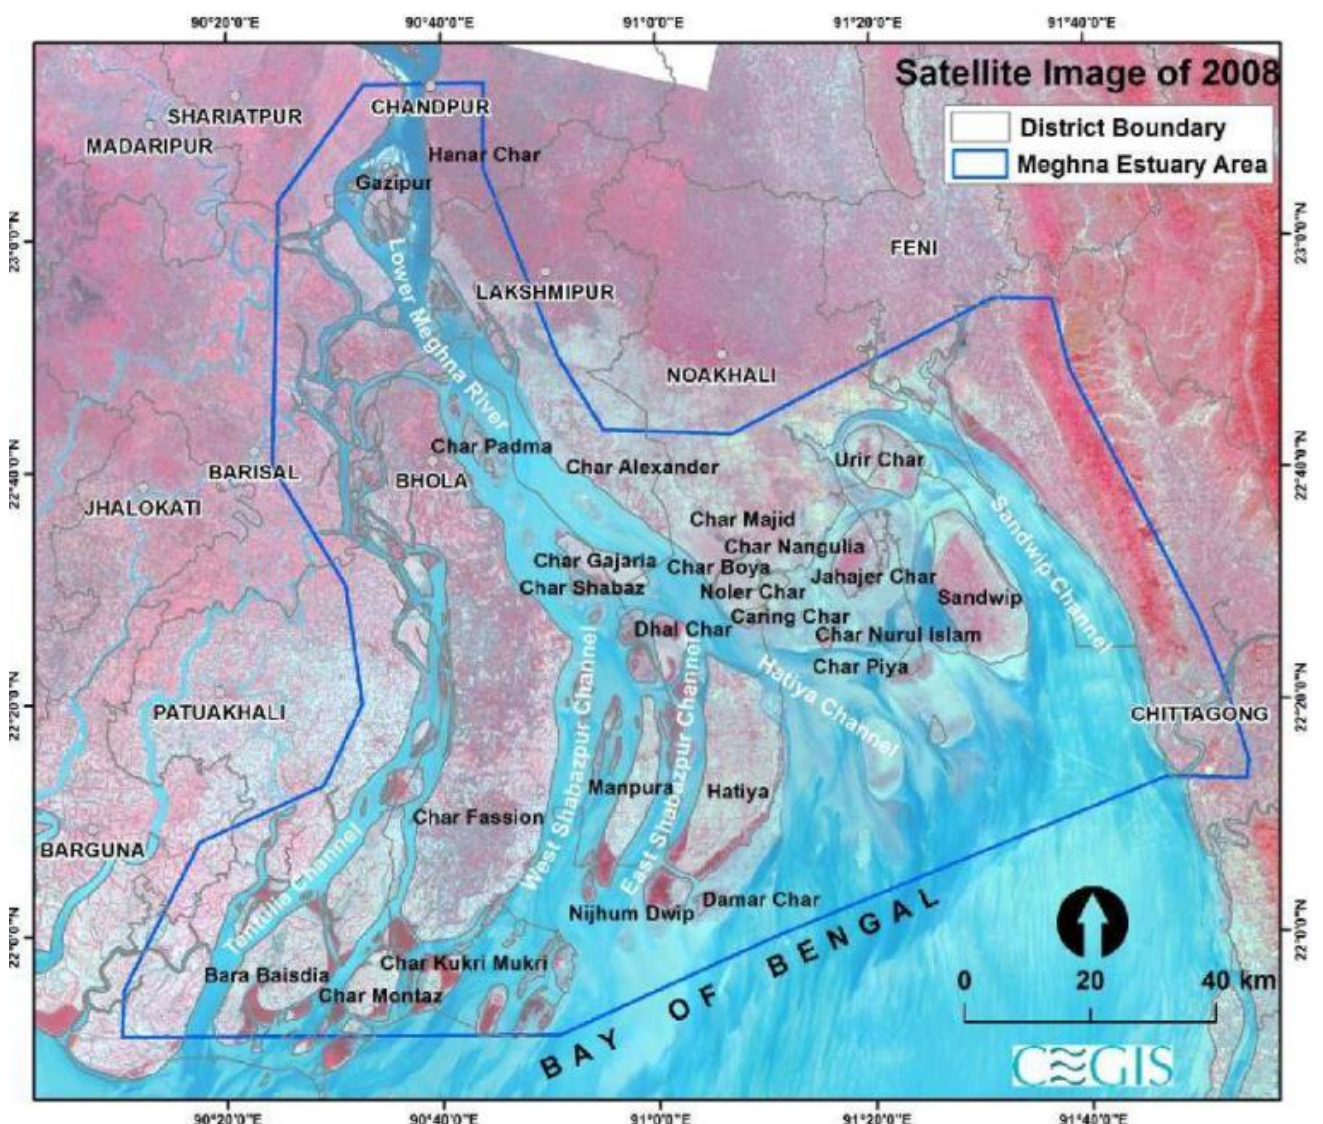 90°20'0"E
90°40'0"E
91°0'0"E
91°20'0"E
91°40'0"E
Satellite Image of 2008
District Boundary
Meghna Estuary Area
SHARIATPUR
CHANDPUR
MADARIPUR
Hanar Char
Gazipur
23°0'0"N
23°0'0"N
FENI
Lower Meghna River
LAKSHMIPUR
NOAKHALI
Char Padma
Char Alexander
Urir Char
22°40'0"N
22°40'0"N
BARISAL
BHOLA
JHALOKATI
Char Majid
Sandwip Channel
Char Nangulia
Char Gajaria
Char Boya
Jahajer Char
Char Shabaz
Noler Char
Sandwip
Caring Char
Dhal Char
Char Nurul Islam
Char Piya
Hatiya Channel
22°20'0"N
22°20'0"N
PATUAKHALI
CHITTAGONG
West Shabazpur Channel
East Shabazpur Channel
Manpura
Hatiya
Char Fassion
BARGUNA
Tentulia Channel
Nijhum Dwip
Damar Char
22°0'0"N
22°0'0"N
BAY OF BENGAL
Bara Baisdia
Char Kukri Mukri
Char Montaz
0 20 40 km
CEGIS
90°20'0"E
90°40'0"E
91°0'0"E
91°20'0"E
91°40'0"E